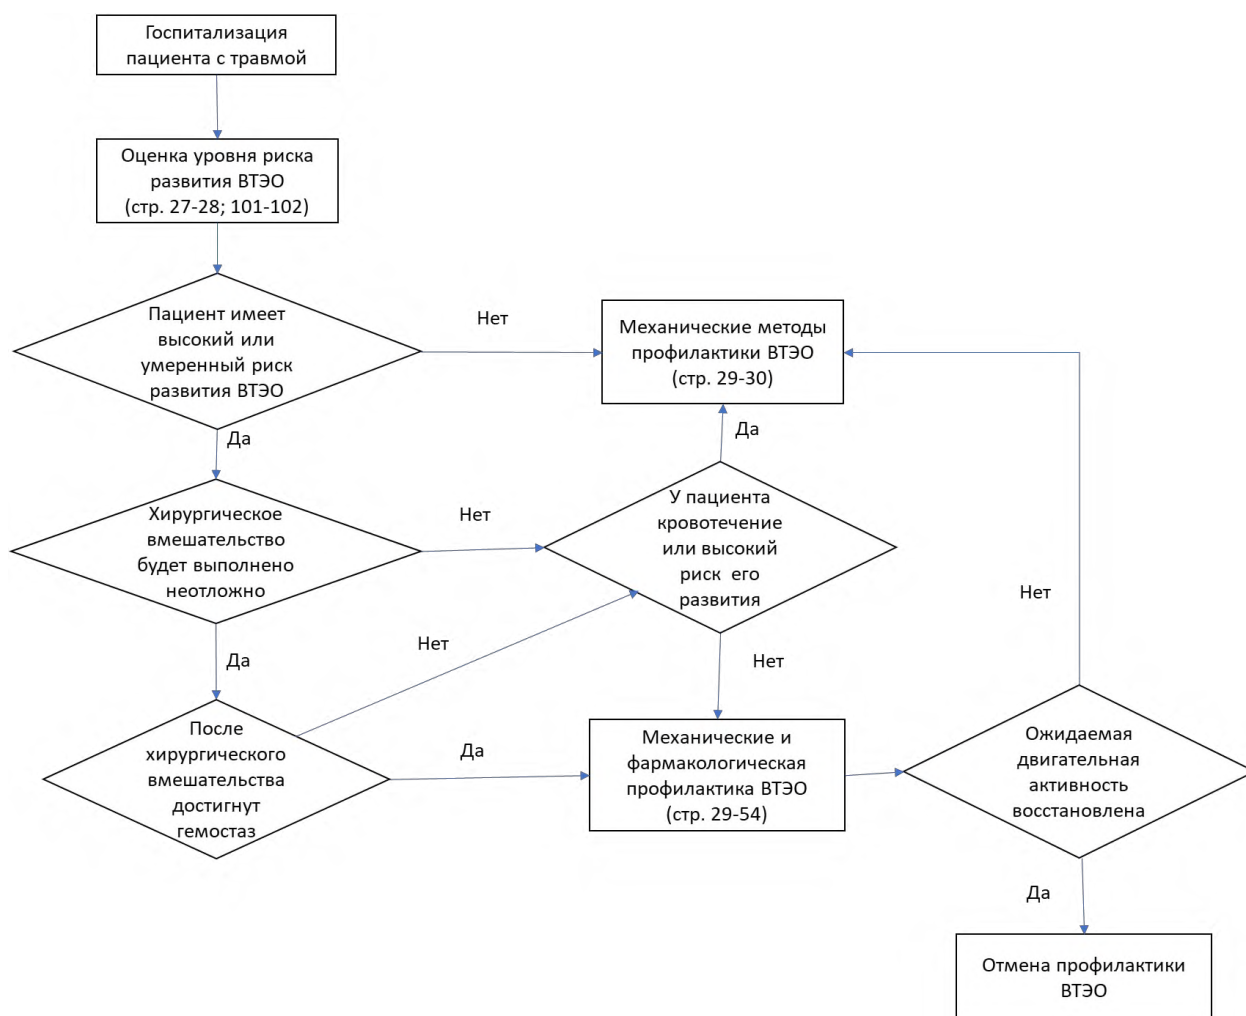 Госпитализация
пациента с травмой
Оценка уровня риска
развития ВТЭО
(стр. 27-28; 101-102)
Пациент имеет
высокий или
умеренный риск
развития ВТЭО
Нет
Механические методы
профилактики ВТЭО
(стр. 29-30)
Да
Да
Хирургическое
вмешательство
будет выполнено
неотложно
Нет
У пациента
кровотечение
или высокий
риск его
развития
Нет
Да
Нет
Нет
После
хирургического
вмешательства
достигнут
гемостаз
Да
Механические и
фармакологическая
профилактика ВТЭО
(стр. 29-54)
Ожидаемая
двигательная
активность
восстановлена
Да
Отмена профилактики
ВТЭО